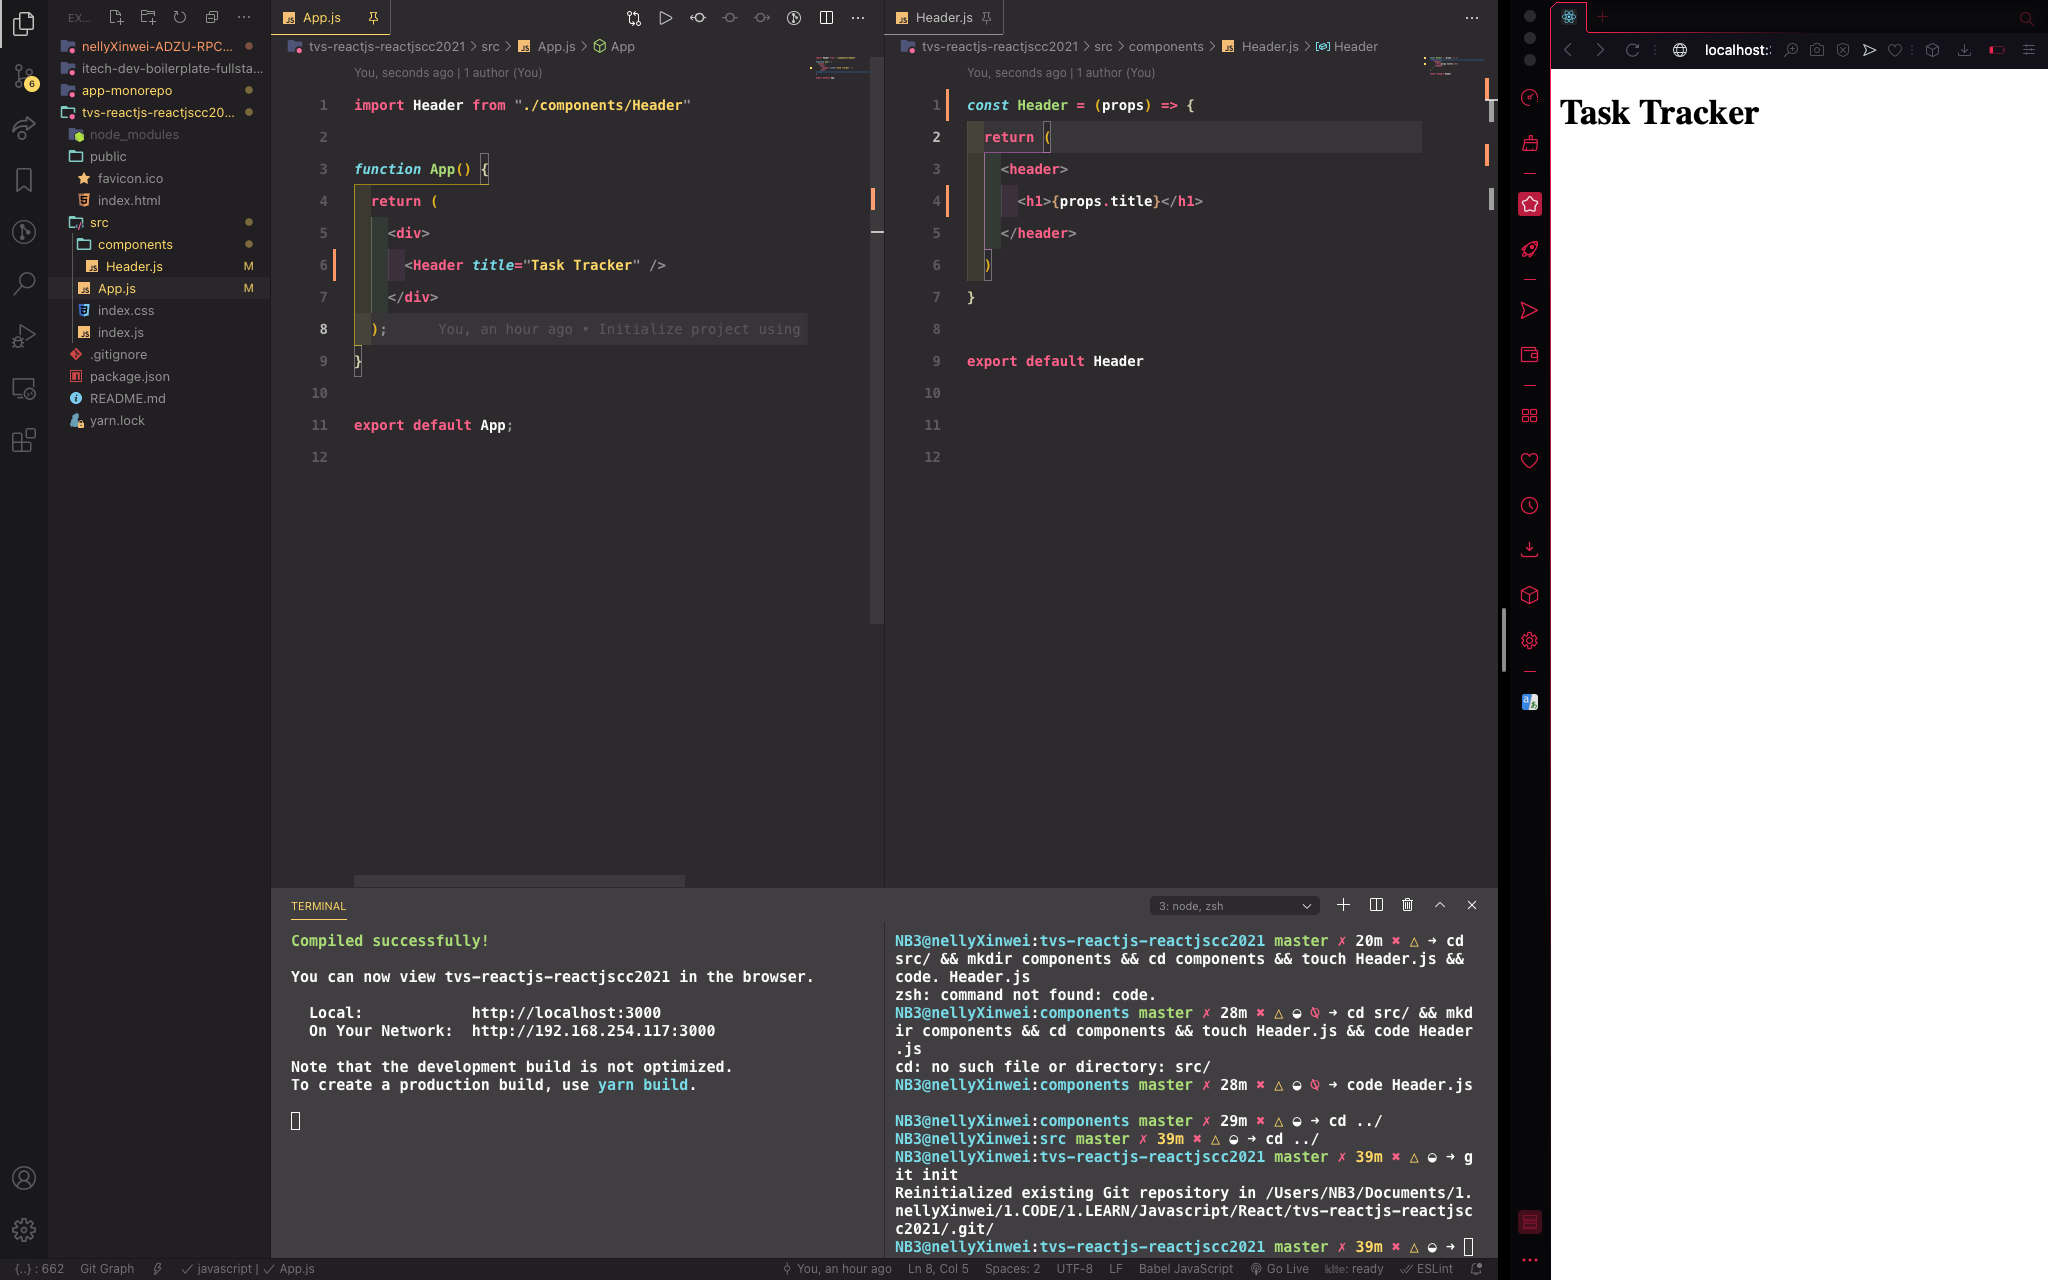 EX...
nellyXinwei-ADZU-RPC...
itech-dev-boilerplate-fullsta...
app-monorepo
tvs-reactjs-reactjscc20...
node_modules
public
favicon.ico
index.html
src
components
Header.js M
App.js M
index.css
index.js
.gitignore
package.json
README.md
yarn.lock
6
App.js
tvs-reactjs-reactjscc2021 > src > App.js > App
You, seconds ago | 1 author (You)
1 import Header from "./components/Header"
2
3 function App() {
4 return (
5 <div>
6 <Header title="Task Tracker" />
7 </div>
8 ); You, an hour ago • Initialize project using
9 }
10
11 export default App;
12
Header.js
tvs-reactjs-reactjscc2021 > src > components > Header.js > Header
You, seconds ago | 1 author (You)
1 const Header = (props) => {
2 return (
3 <header>
4 <h1>{props.title}</h1>
5 </header>
6 )
7 }
8
9 export default Header
10
11
12
TERMINAL
3: node, zsh
Compiled successfully!
You can now view tvs-reactjs-reactjscc2021 in the browser.
Local: http://localhost:3000
On Your Network: http://192.168.254.117:3000
Note that the development build is not optimized.
To create a production build, use yarn build.
NB3@nellyXinwei:tvs-reactjs-reactjscc2021 master ✗ 20m ✖ △ ➜ cd
src/ && mkdir components && cd components && touch Header.js &&
code. Header.js
zsh: command not found: code.
NB3@nellyXinwei:components master ✗ 28m ✖ △ ◒ ➜ cd src/ && mkd
ir components && cd components && touch Header.js && code Header
.js
cd: no such file or directory: src/
NB3@nellyXinwei:components master ✗ 28m ✖ △ ◒ ➜ code Header.js
NB3@nellyXinwei:components master ✗ 29m ✖ △ ◒ ➜ cd ../
NB3@nellyXinwei:src master ✗ 39m ✖ △ ◒ ➜ cd ../
NB3@nellyXinwei:tvs-reactjs-reactjscc2021 master ✗ 39m ✖ △ ◒ ➜ g
it init
Reinitialized existing Git repository in /Users/NB3/Documents/1.
nellyXinwei/1.CODE/1.LEARN/Javascript/React/tvs-reactjs-reactjsc
c2021/.git/
NB3@nellyXinwei:tvs-reactjs-reactjscc2021 master ✗ 39m ✖ △ ◒ ➜
{..} : 662 Git Graph ✓ javascript | ✓ App.js You, an hour ago Ln 8, Col 5 Spaces: 2 UTF-8 LF Babel JavaScript Go Live kite: ready ESLint
localhost:
Task Tracker